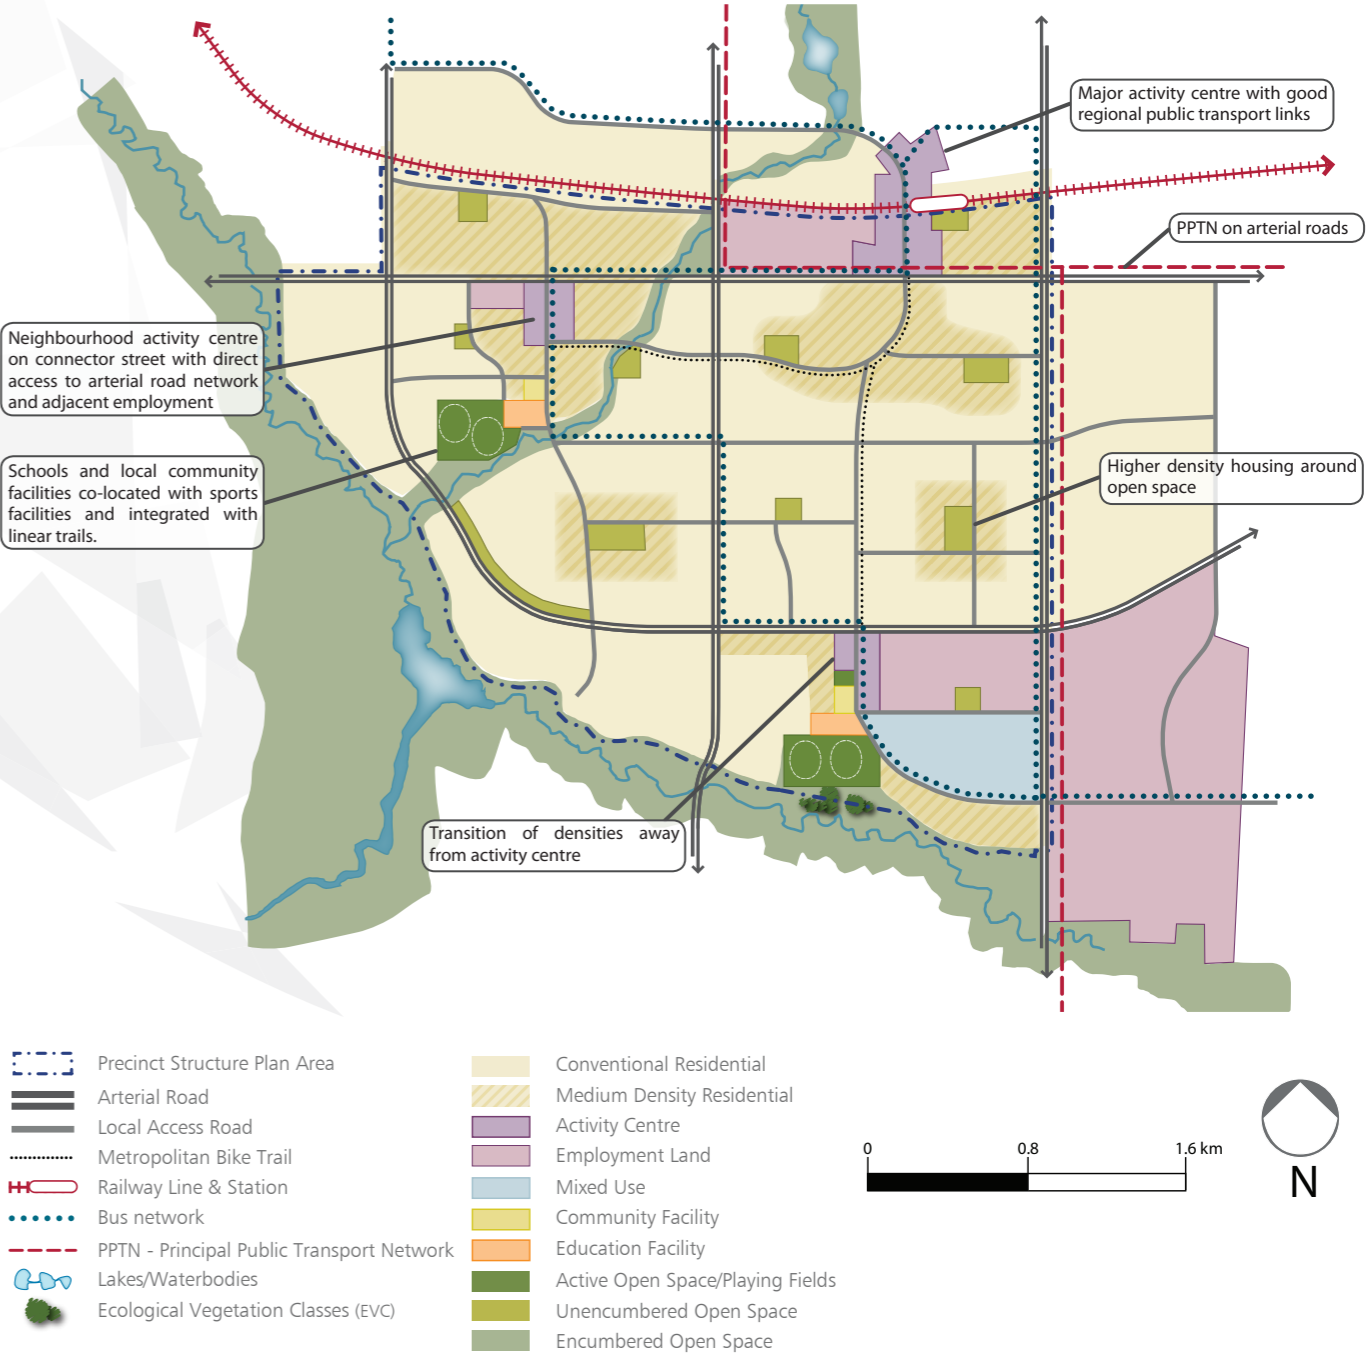 Major activity centre with good
regional public transport links
PPTN on arterial roads
Neighbourhood activity centre
on connector street with direct
access to arterial road network
and adjacent employment
Schools and local community
facilities co-located with sports
facilities and integrated with
linear trails.
Higher density housing around
open space
Transition of densities away
from activity centre
Precinct Structure Plan Area
Arterial Road
Local Access Road
Metropolitan Bike Trail
Railway Line & Station
Bus network
PPTN - Principal Public Transport Network
Lakes/Waterbodies
Ecological Vegetation Classes (EVC)
Conventional Residential
Medium Density Residential
Activity Centre
Employment Land
Mixed Use
Community Facility
Education Facility
Active Open Space/Playing Fields
Unencumbered Open Space
Encumbered Open Space
0 0.8 1.6 km
N